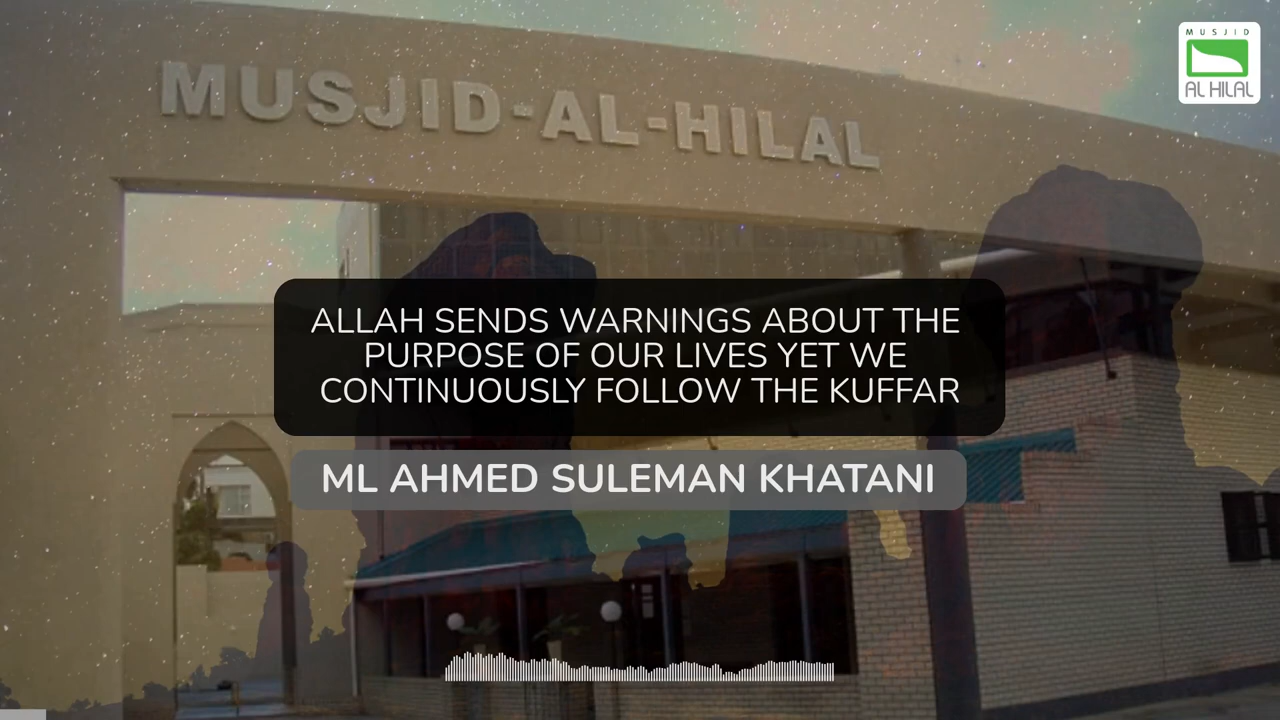 MUSJID-AL-HILAL
MUSJID
AL HILAL
ALLAH SENDS WARNINGS ABOUT THE
PURPOSE OF OUR LIVES YET WE
CONTINUOUSLY FOLLOW THE KUFFAR
ML AHMED SULEMAN KHATANI